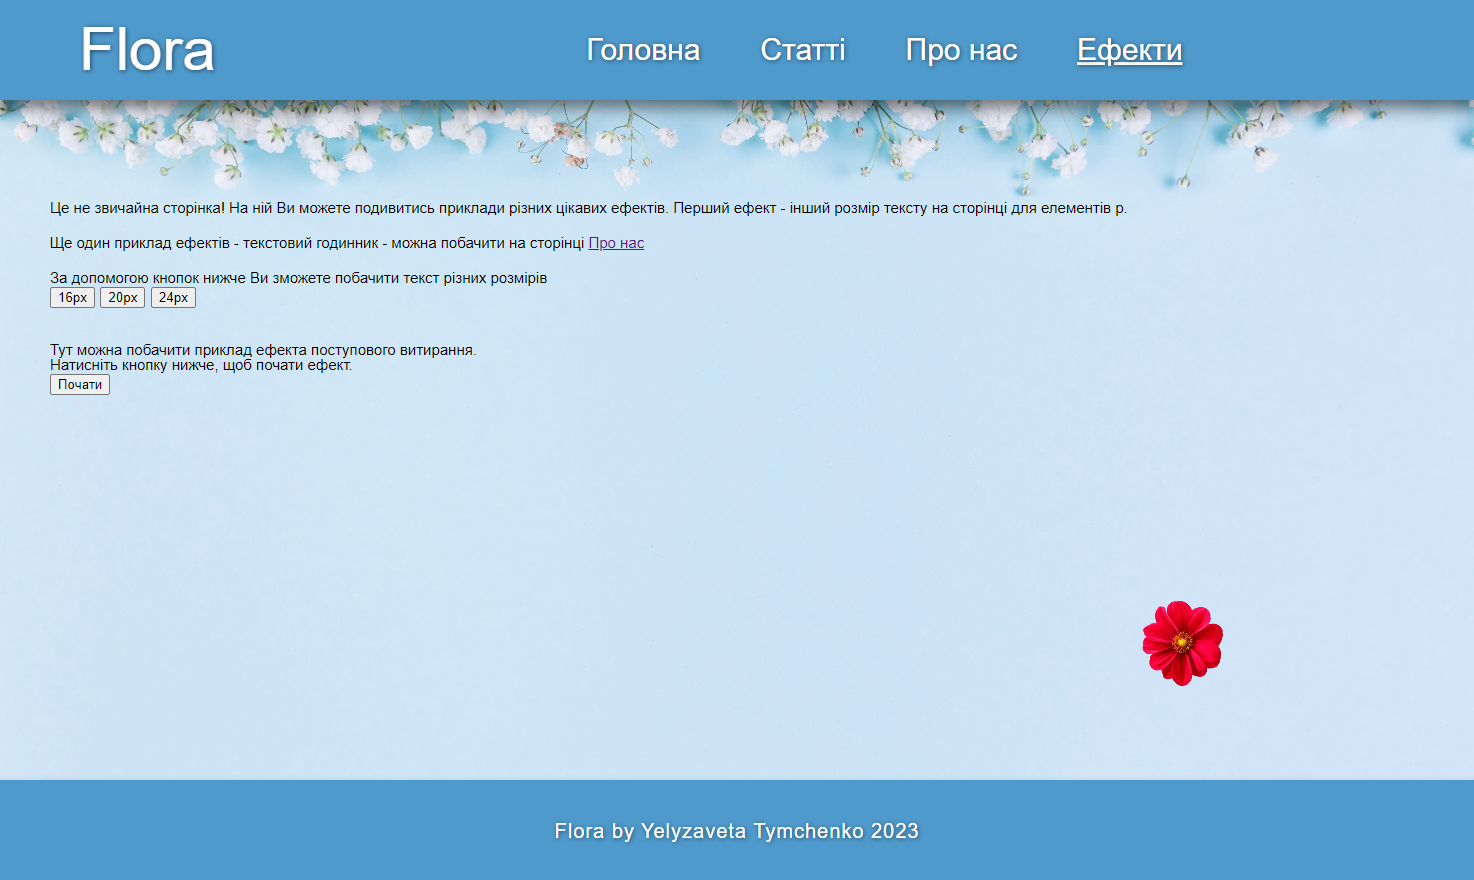 Flora
Головна Статті Про нас Ефекти
Це не звичайна сторінка! На ній Ви можете подивитись приклади різних цікавих ефектів. Перший ефект - інший розмір тексту на сторінці для елементів p.
Ще один приклад ефектів - текстовий годинник - можна побачити на сторінці Про нас
За допомогою кнопок нижче Ви зможете побачити текст різних розмірів
16px 20px 24px
Тут можна побачити приклад ефекта поступового витирання.
Натисніть кнопку нижче, щоб почати ефект.
Почати
Flora by Yelyzaveta Tymchenko 2023